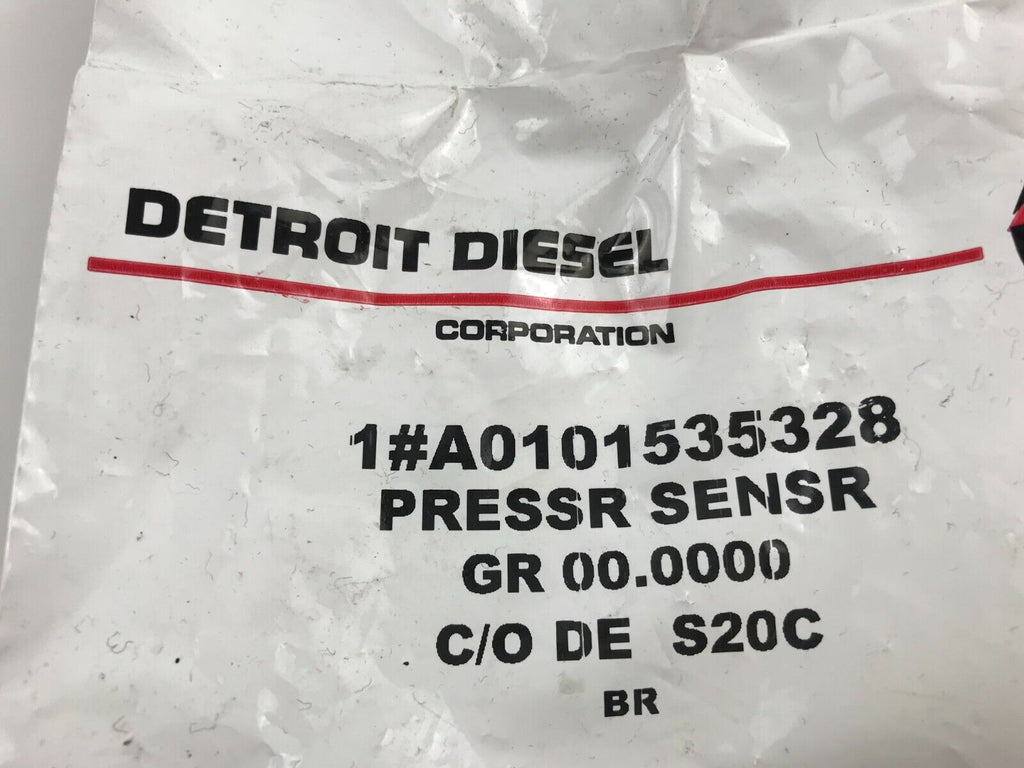 DETROIT DIESEL
CORPORATION
1#A0101535328
PRESSR SENSR
GR 00.0000
C/O DE S20C
BR